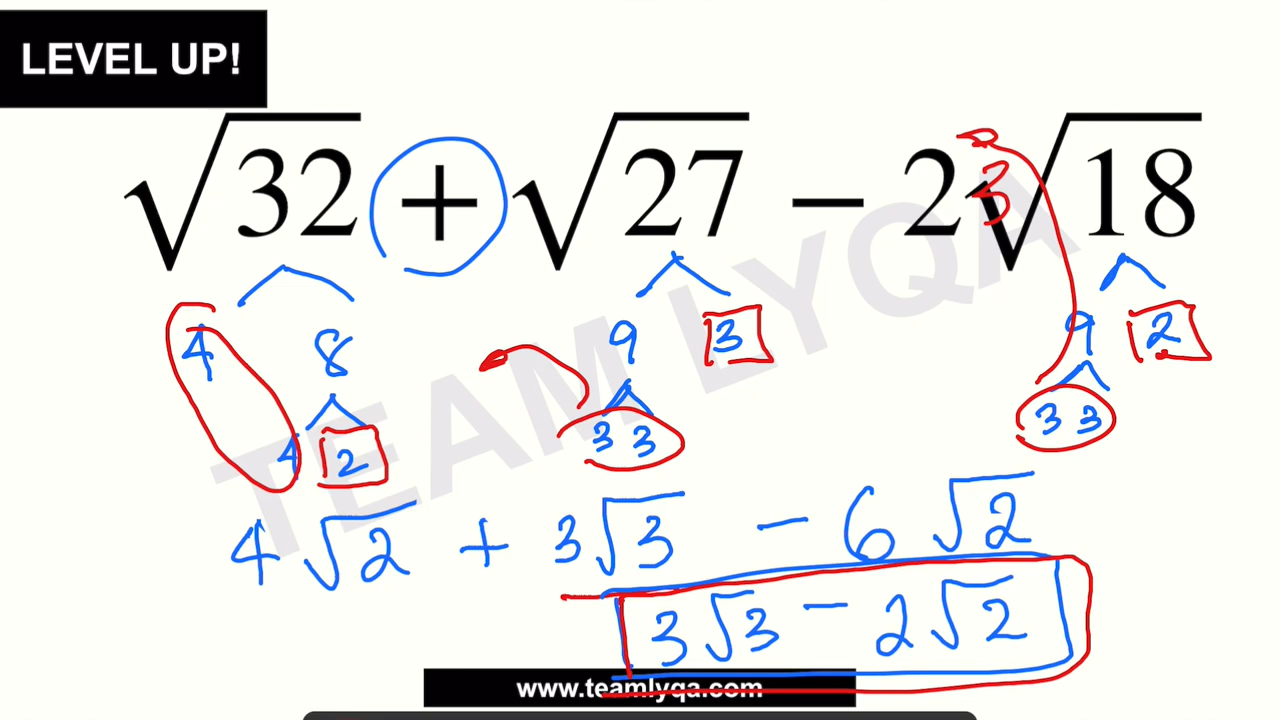 LEVEL UP!
√32 + √27 − 2√18
3
4 8 9 3 9 2
4 2 3 3 3 3
TEAM LYQA
4√2 + 3√3 − 6√2
3√3 − 2√2
www.teamlyqa.com